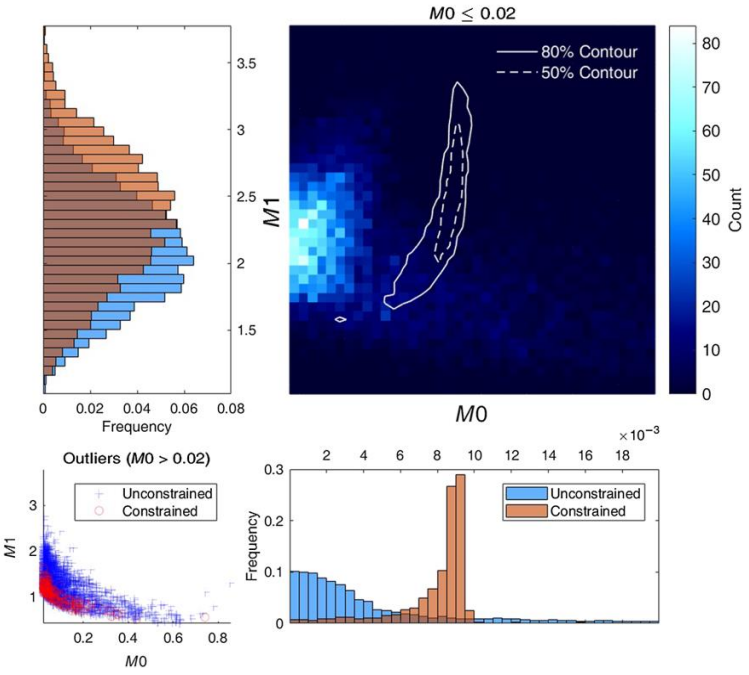 M0 ≤ 0.02
3.5
3
2.5
2
1.5
0
0.02
0.04
0.06
0.08
Frequency
M1
80% Contour
50% Contour
M0
80
70
60
50
40
30
20
10
0
Count
Outliers (M0 > 0.02)
Unconstrained
Constrained
3
2
1
M1
0.2
0.4
0.6
0.8
M0
×10⁻³
2
4
6
8
10
12
14
16
18
0.3
0.2
0.1
0
Frequency
Unconstrained
Constrained